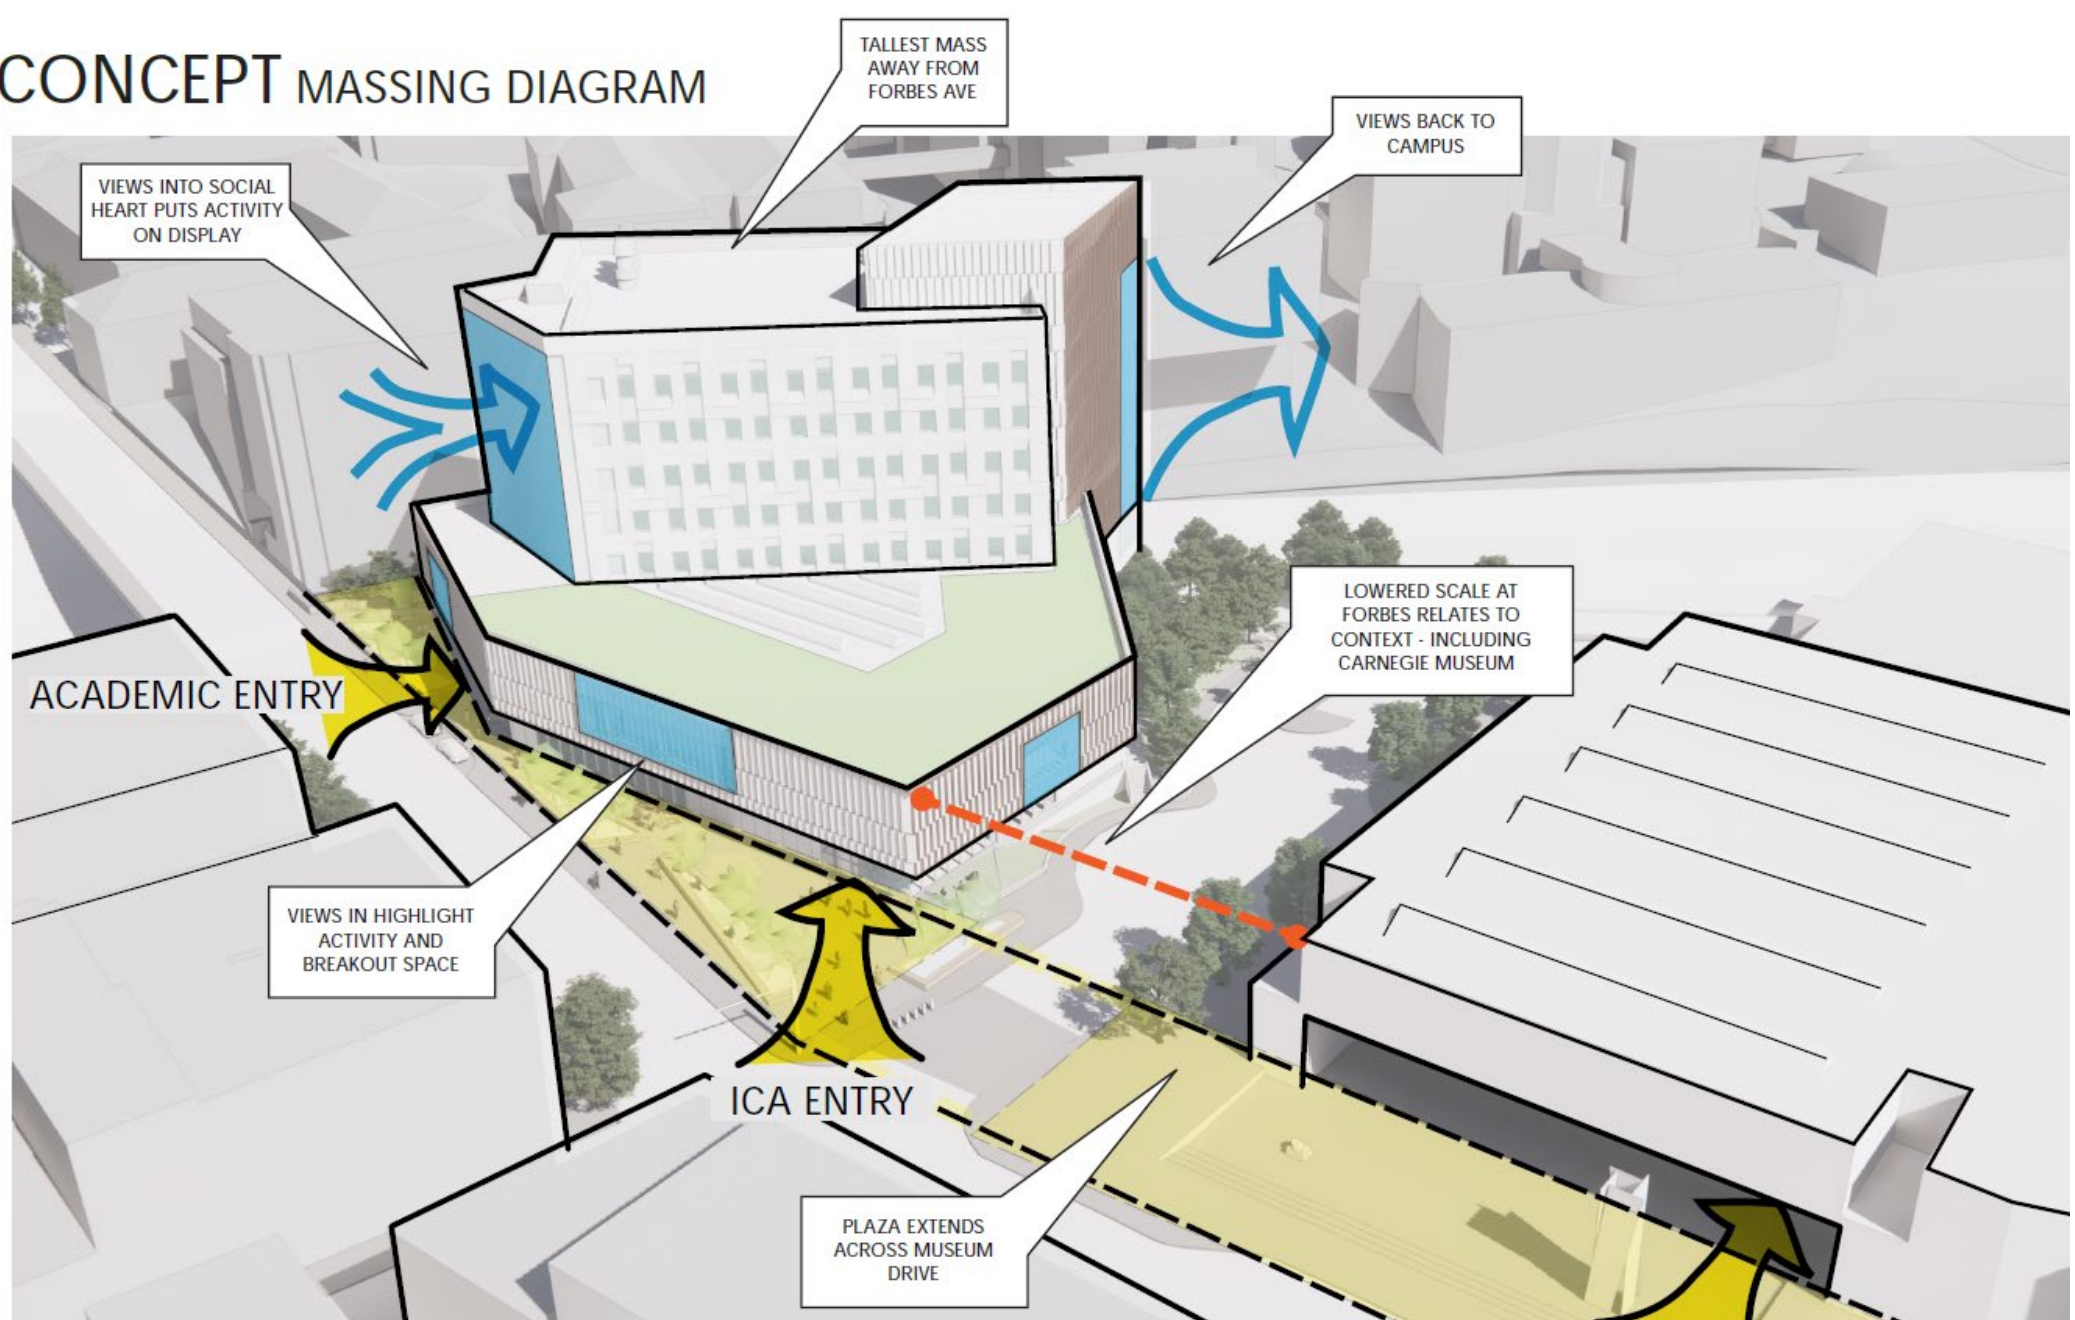 CONCEPT MASSING DIAGRAM
TALLEST MASS
AWAY FROM
FORBES AVE
VIEWS BACK TO
CAMPUS
VIEWS INTO SOCIAL
HEART PUTS ACTIVITY
ON DISPLAY
LOWERED SCALE AT
FORBES RELATES TO
CONTEXT - INCLUDING
CARNEGIE MUSEUM
ACADEMIC ENTRY
VIEWS IN HIGHLIGHT
ACTIVITY AND
BREAKOUT SPACE
ICA ENTRY
PLAZA EXTENDS
ACROSS MUSEUM
DRIVE